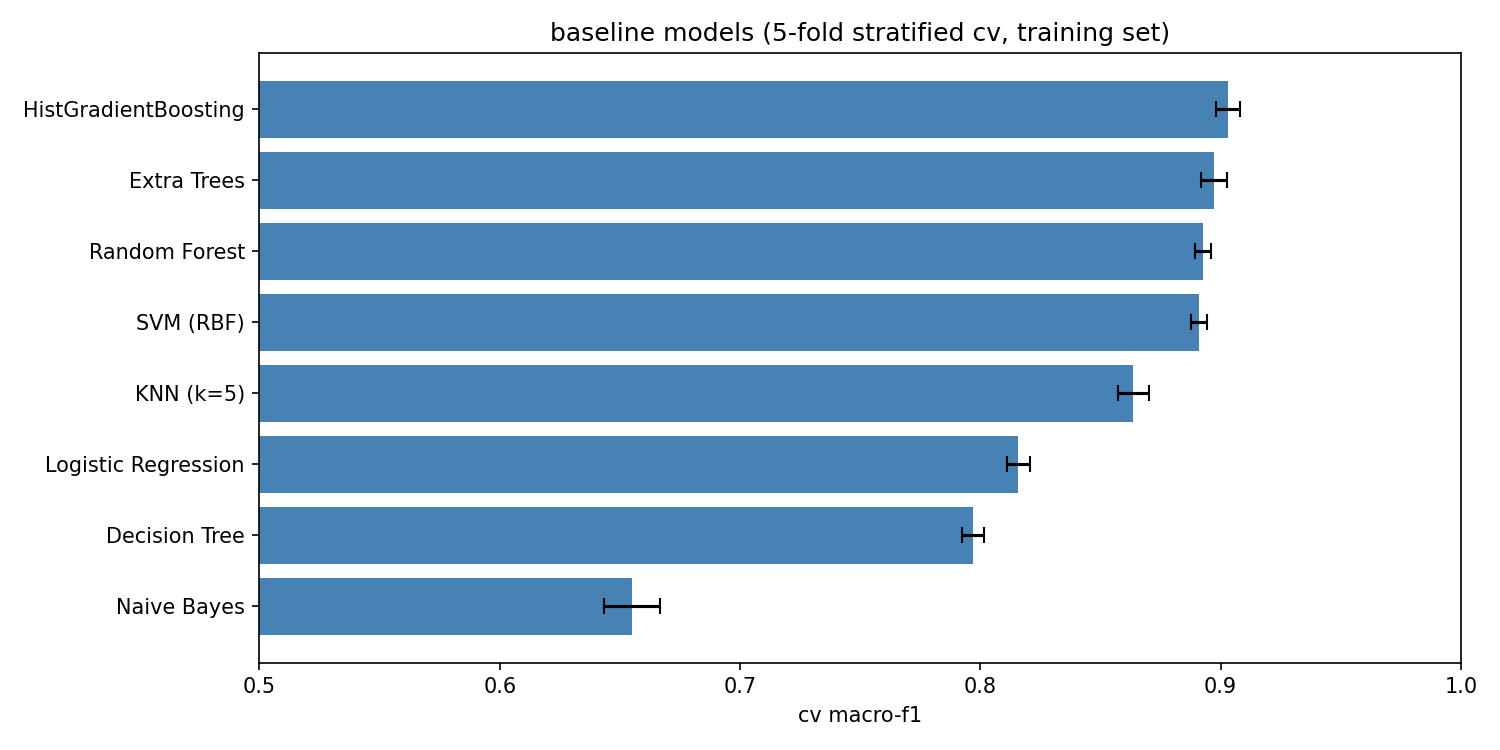 baseline models (5-fold stratified cv, training set)
HistGradientBoosting
Extra Trees
Random Forest
SVM (RBF)
KNN (k=5)
Logistic Regression
Decision Tree
Naive Bayes
0.5 0.6 0.7 0.8 0.9 1.0
cv macro-f1